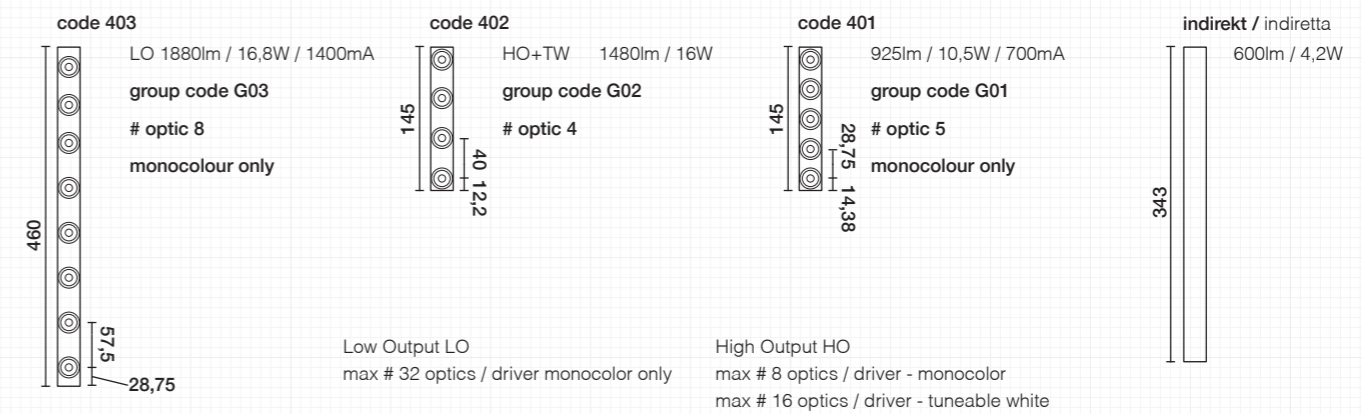 code 403
LO 1880lm / 16,8W / 1400mA
group code G03
# optic 8
monocolour only
460
57,5
28,75
code 402
HO+TW 1480lm / 16W
group code G02
# optic 4
145
40
12,2
code 401
925lm / 10,5W / 700mA
group code G01
# optic 5
monocolour only
145
28,75
14,38
indirekt / indiretta
600lm / 4,2W
343
Low Output LO
max # 32 optics / driver monocolor only
High Output HO
max # 8 optics / driver - monocolor
max # 16 optics / driver - tuneable white